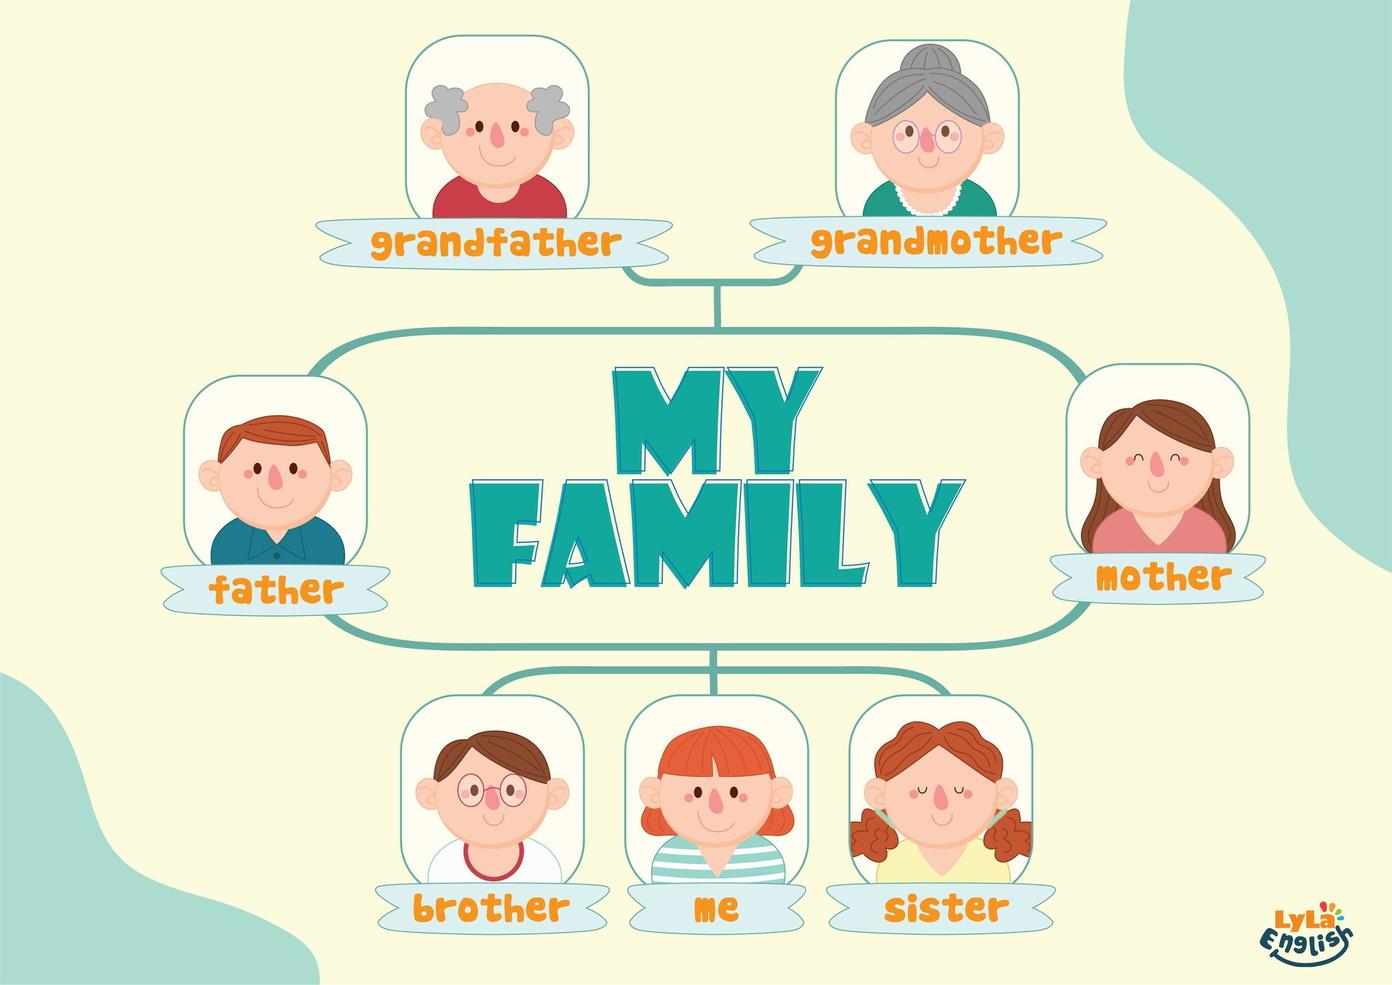 grandfather
grandmother
MY
FAMILY
father
mother
brother
me
sister
LyLa
English